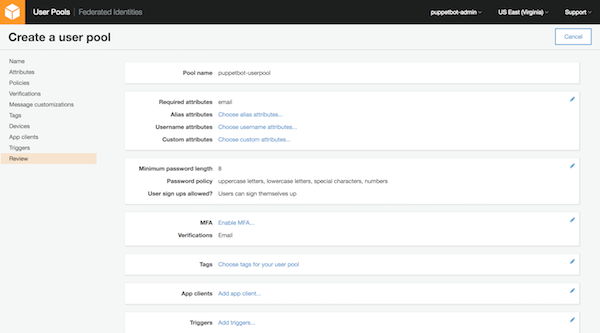 User Pools | Federated Identities puppetbot-admin US East (Virginia) Support
Create a user pool Cancel
Name
Attributes
Policies
Verifications
Message customizations
Tags
Devices
App clients
Triggers
Review
Pool name puppetbot-userpool
Required attributes email
Alias attributes Choose alias attributes...
Username attributes Choose username attributes...
Custom attributes Choose custom attributes...
Minimum password length 8
Password policy uppercase letters, lowercase letters, special characters, numbers
User sign ups allowed? Users can sign themselves up
MFA Enable MFA...
Verifications Email
Tags Choose tags for your user pool
App clients Add app client...
Triggers Add triggers...